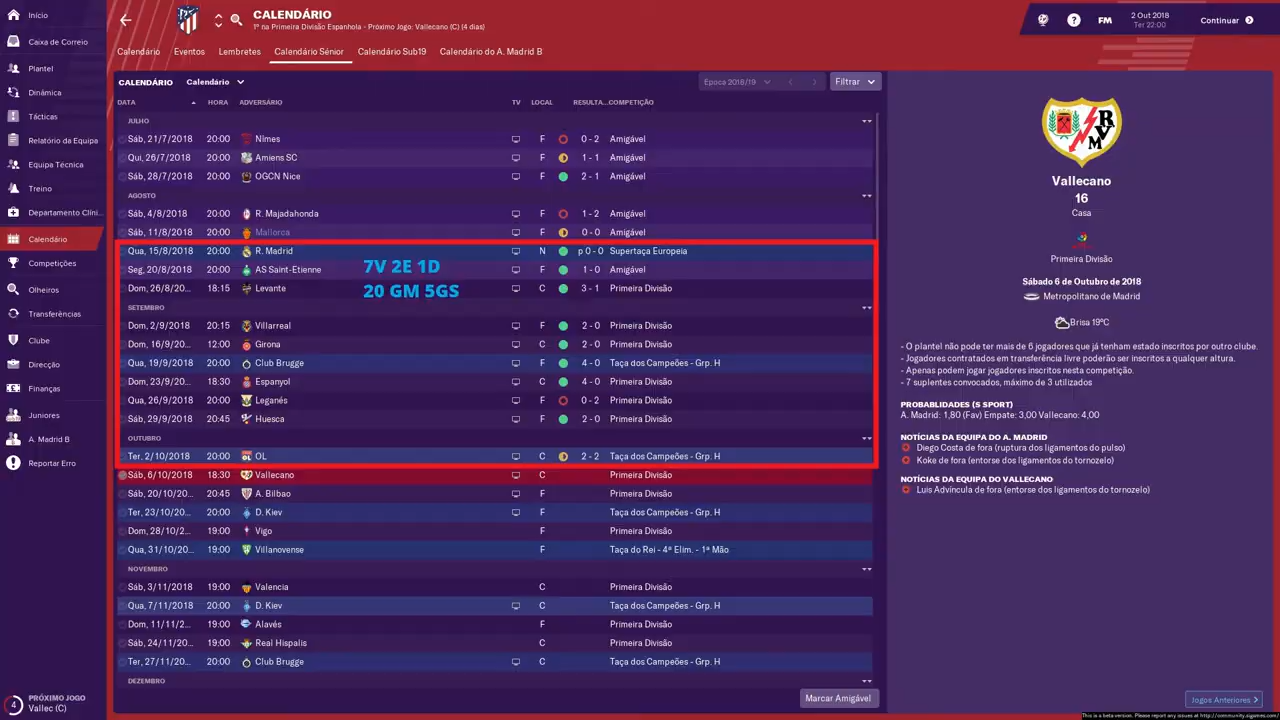 Início
Caixa de Correio
Plantel
Dinâmica
Tácticas
Relatório da Equipa
Equipa Técnica
Treino
Departamento Clíni...
Calendário
Competições
Olheiros
Transferências
Clube
Direcção
Finanças
Juniores
A. Madrid B
Reportar Erro
4
PRÓXIMO JOGO
Vallec (C)
CALENDÁRIO
1º na Primeira Divisão Espanhola - Próximo Jogo: Vallecano (C) (4 dias)
FM
2 Out 2018
Ter 22:00
Continuar
Calendário Eventos Lembretes Calendário Sénior Calendário Sub19 Calendário do A. Madrid B
CALENDÁRIO Calendário Época 2018/19 Filtrar
DATA HORA ADVERSÁRIO TV LOCAL RESULTA... COMPETIÇÃO
JULHO
Sáb, 21/7/2018 20:00 Nîmes F 0 - 2 Amigável
Qui, 26/7/2018 20:00 Amiens SC F 1 - 1 Amigável
Sáb, 28/7/2018 20:00 OGCN Nice F 2 - 1 Amigável
AGOSTO
Sáb, 4/8/2018 20:00 R. Majadahonda F 1 - 2 Amigável
Sáb, 11/8/2018 20:00 Mallorca F 0 - 0 Amigável
Qua, 15/8/2018 20:00 R. Madrid N p 0 - 0 Supertaça Europeia
Seg, 20/8/2018 20:00 AS Saint-Etienne F 1 - 0 Amigável
Dom, 26/8/20... 18:15 Levante C 3 - 1 Primeira Divisão
7V 2E 1D
20 GM 5GS
SETEMBRO
Dom, 2/9/2018 20:15 Villarreal F 2 - 0 Primeira Divisão
Dom, 16/9/20... 12:00 Girona C 2 - 0 Primeira Divisão
Qua, 19/9/2018 20:00 Club Brugge F 4 - 0 Taça dos Campeões - Grp. H
Dom, 23/9/20... 18:30 Espanyol C 4 - 0 Primeira Divisão
Qua, 26/9/2018 20:00 Leganés F 0 - 2 Primeira Divisão
Sáb, 29/9/2018 20:45 Huesca F 2 - 0 Primeira Divisão
OUTUBRO
Ter, 2/10/2018 20:00 OL C 2 - 2 Taça dos Campeões - Grp. H
Sáb, 6/10/2018 18:30 Vallecano C Primeira Divisão
Sáb, 20/10/20... 20:45 A. Bilbao F Primeira Divisão
Ter, 23/10/20... 20:00 D. Kiev F Taça dos Campeões - Grp. H
Dom, 28/10/20... 19:00 Vigo F Primeira Divisão
Qua, 31/10/20... 19:00 Villanovense F Taça do Rei - 4ª Elim. - 1ª Mão
NOVEMBRO
Sáb, 3/11/2018 19:00 Valencia C Primeira Divisão
Qua, 7/11/2018 20:00 D. Kiev C Taça dos Campeões - Grp. H
Dom, 11/11/2... 19:00 Alavés F Primeira Divisão
Sáb, 24/11/20... 19:00 Real Hispalis C Primeira Divisão
Ter, 27/11/20... 20:00 Club Brugge C Taça dos Campeões - Grp. H
DEZEMBRO
Marcar Amigável
RVM
Vallecano
16
Casa
Primeira Divisão
Sábado 6 de Outubro de 2018
Metropolitano de Madrid
Brisa 19ºC
- O plantel não pode ter mais de 6 jogadores que já tenham estado inscritos por outro clube.
- Jogadores contratados em transferência livre poderão ser inscritos a qualquer altura.
- Apenas podem jogar jogadores inscritos nesta competição.
- 7 suplentes convocados, máximo de 3 utilizados
PROBABLIDADES (S SPORT)
A. Madrid: 1,80 (Fav) Empate: 3,00 Vallecano: 4,00
NOTÍCIAS DA EQUIPA DO A. MADRID
Diego Costa de fora (ruptura dos ligamentos do pulso)
Koke de fora (entorse dos ligamentos do tornozelo)
NOTÍCIAS DA EQUIPA DO VALLECANO
Luis Advíncula de fora (entorse dos ligamentos do tornozelo)
Jogos Anteriores
This is a beta version. Please report any issues at http://community.sigames.com/